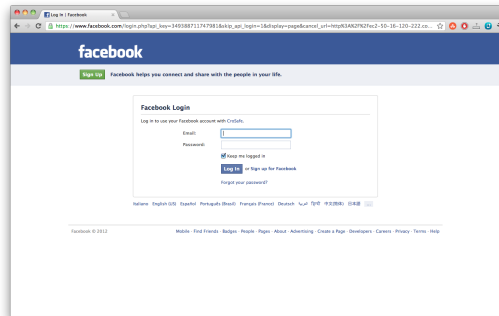 Log In | Facebook
https://www.facebook.com/login.php?api_key=149388711747981&skip_api_login=1&display=page&cancel_url=http%3A%2F%2Fec2-50-16-120-222.co...
facebook
Sign Up Facebook helps you connect and share with the people in your life.
Facebook Login
Log in to use your Facebook account with CroSafe.
Email:
Password:
Keep me logged in
Log In or Sign up for Facebook
Forgot your password?
Italiano English (US) Español Português (Brasil) Français (France) Deutsch العربية हिन्दी 中文(简体) 日本語 ...
Facebook © 2012 Mobile · Find Friends · Badges · People · Pages · About · Advertising · Create a Page · Developers · Careers · Privacy · Terms · Help